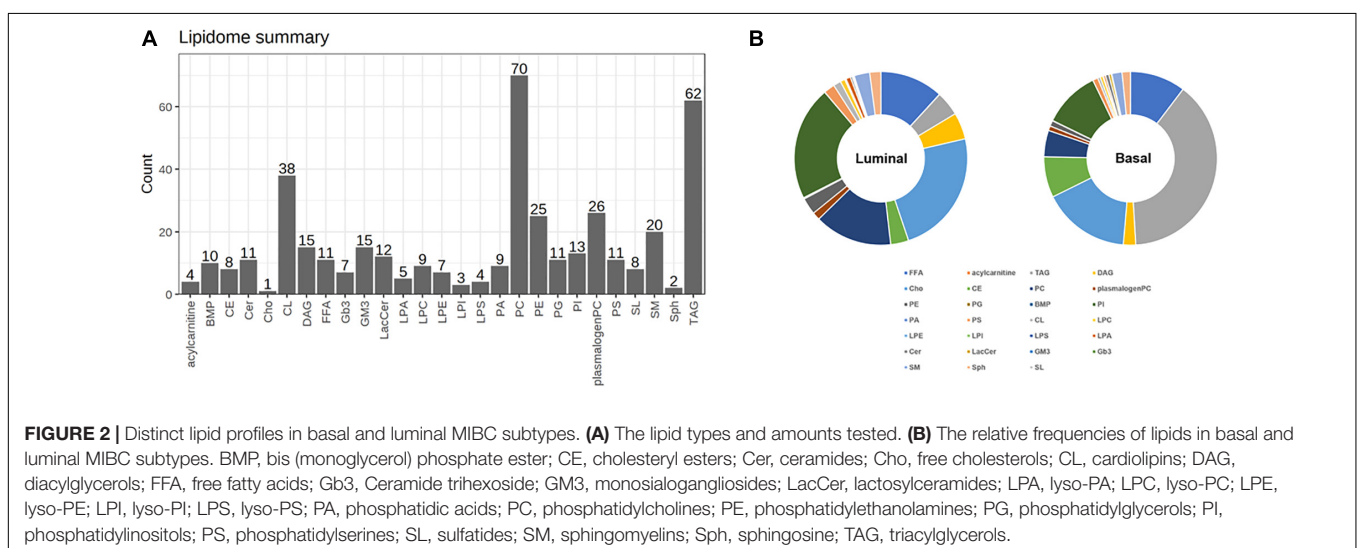 A
Lipidome summary
Count
60
40
20
0
4
10
8
11
1
38
15
11
7
15
12
5
9
7
3
4
9
70
25
11
13
26
11
8
20
2
62
acylcarnitine
BMP
CE
Cer
Cho
CL
DAG
FFA
Gb3
GM3
LacCer
LPA
LPC
LPE
LPI
LPS
PA
PC
PE
PG
PI
plasmalogenPC
PS
SL
SM
Sph
TAG
B
Luminal
Basal
FFA acylcarnitine TAG DAG
Cho CE PC plasmalogenPC
PE PG BMP PI
PA PS CL LPC
LPE LPI LPS LPA
Cer LacCer GM3 Gb3
SM Sph SL
FIGURE 2 | Distinct lipid profiles in basal and luminal MIBC subtypes. (A) The lipid types and amounts tested. (B) The relative frequencies of lipids in basal and
luminal MIBC subtypes. BMP, bis (monoglycerol) phosphate ester; CE, cholesteryl esters; Cer, ceramides; Cho, free cholesterols; CL, cardiolipins; DAG,
diacylglycerols; FFA, free fatty acids; Gb3, Ceramide trihexoside; GM3, monosialogangliosides; LacCer, lactosylceramides; LPA, lyso-PA; LPC, lyso-PC; LPE,
lyso-PE; LPI, lyso-PI; LPS, lyso-PS; PA, phosphatidic acids; PC, phosphatidylcholines; PE, phosphatidylethanolamines; PG, phosphatidylglycerols; PI,
phosphatidylinositols; PS, phosphatidylserines; SL, sulfatides; SM, sphingomyelins; Sph, sphingosine; TAG, triacylglycerols.